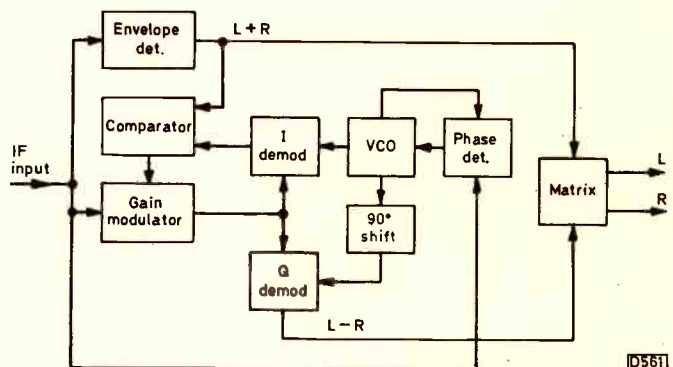 Envelope
det.
L+R
Comparator
I
demod
VCO
Phase
det.
IF
input
Gain
modulator
90°
shift
Matrix
L
R
Q
demod
L−R
D561